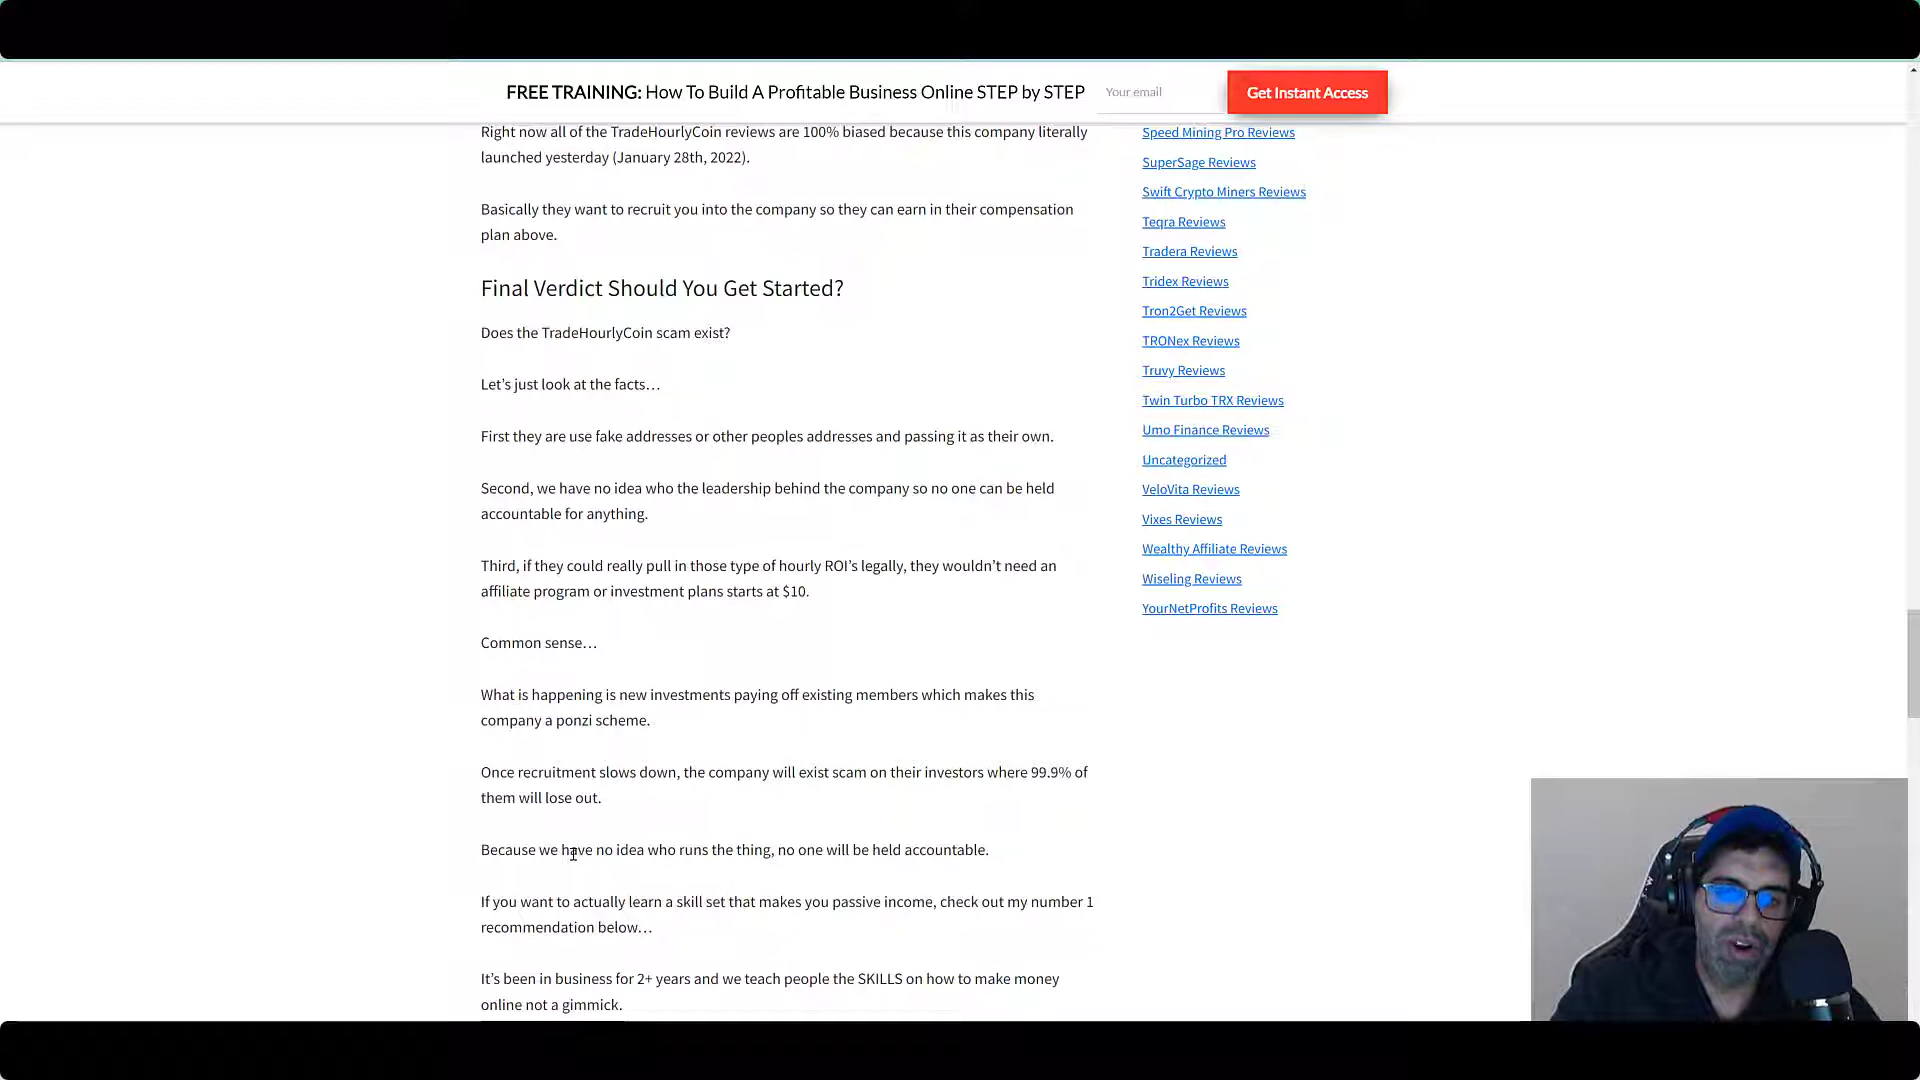 FREE TRAINING: How To Build A Profitable Business Online STEP by STEP
Your email
Get Instant Access
Right now all of the TradeHourlyCoin reviews are 100% biased because this company literally
launched yesterday (January 28th, 2022).
Basically they want to recruit you into the company so they can earn in their compensation
plan above.
Final Verdict Should You Get Started?
Does the TradeHourlyCoin scam exist?
Let’s just look at the facts…
First they are use fake addresses or other peoples addresses and passing it as their own.
Second, we have no idea who the leadership behind the company so no one can be held
accountable for anything.
Third, if they could really pull in those type of hourly ROI’s legally, they wouldn’t need an
affiliate program or investment plans starts at $10.
Common sense…
What is happening is new investments paying off existing members which makes this
company a ponzi scheme.
Once recruitment slows down, the company will exist scam on their investors where 99.9% of
them will lose out.
Because we have no idea who runs the thing, no one will be held accountable.
If you want to actually learn a skill set that makes you passive income, check out my number 1
recommendation below…
It’s been in business for 2+ years and we teach people the SKILLS on how to make money
online not a gimmick.
Speed Mining Pro Reviews
SuperSage Reviews
Swift Crypto Miners Reviews
Teqra Reviews
Tradera Reviews
Tridex Reviews
Tron2Get Reviews
TRONex Reviews
Truvy Reviews
Twin Turbo TRX Reviews
Umo Finance Reviews
Uncategorized
VeloVita Reviews
Vixes Reviews
Wealthy Affiliate Reviews
Wiseling Reviews
YourNetProfits Reviews